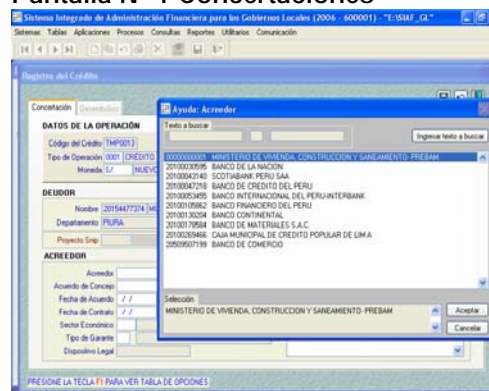 Pantalla N° 1 Concertaciones
Sistema Integrado de Administración Financiera para los Gobiernos Locales (2006 - 600001) - "E:\SIAF_GL"
Sistemas Tablas Aplicaciones Procesos Consultas Reportes Utilitarios Comunicación
Registro del Crédito
Concertación Desembolso
DATOS DE LA OPERACIÓN
Código del Crédito TMP0013
Tipo de Operación 0001 CRÉDITO
Moneda S/. NUEVO
DEUDOR
Nombre 20154477374
Departamento PIURA
Proyecto Snip
ACREEDOR
Acreedor
Acuerdo de Concejo
Fecha de Acuerdo / /
Fecha de Contrato / /
Sector Económico
Tipo de Garante
Dispositivo Legal
Ayuda: Acreedor
Texto a buscar
Ingresar texto a buscar
00000000001 MINISTERIO DE VIVIENDA, CONSTRUCCION Y SANEAMIENTO- PREBAM
20100030595 BANCO DE LA NACION
20100043140 SCOTIABANK PERU SAA
20100047218 BANCO DE CREDITO DEL PERU
20100053455 BANCO INTERNACIONAL DEL PERU-INTERBANK
20100105862 BANCO FINANCIERO DEL PERU
20100130204 BANCO CONTINENTAL
20100179584 BANCO DE MATERIALES S.A.C.
20100269466 CAJA MUNICIPAL DE CREDITO POPULAR DE LIMA
20509507199 BANCO DE COMERCIO
Selección
MINISTERIO DE VIVIENDA, CONSTRUCCION Y SANEAMIENTO- PREBAM
Aceptar
Cancelar
PRESIONE LA TECLA F1 PARA VER TABLA DE OPCIONES